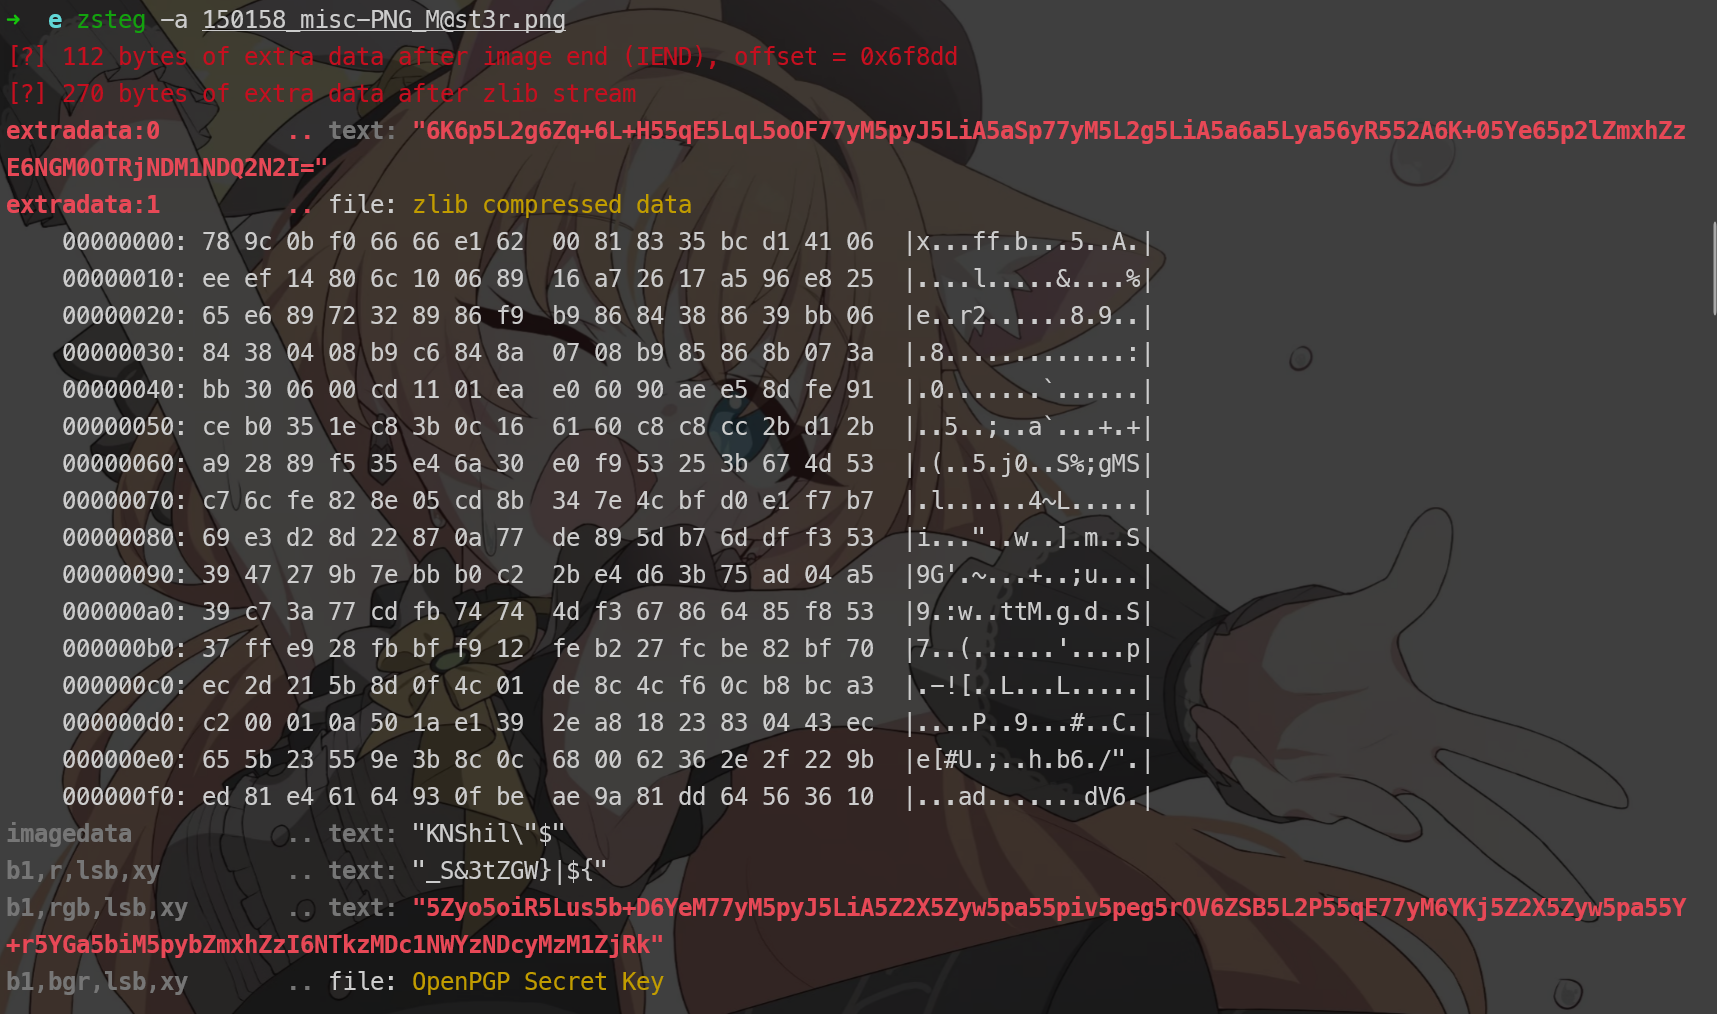 → e zsteg -a 150158_misc-PNG_M@st3r.png
[?] 112 bytes of extra data after image end (IEND), offset = 0x6f8dd
[?] 270 bytes of extra data after zlib stream
extradata:0 .. text: "6K6p5L2g6Zq+6L+H55qE5LqL5oOF77yM5pyJ5LiA5aSp77yM5L2g5LiA5a6a5Lya56yR552A6K+05Ye65p2lZmxhZz
E6NGM0OTRjNDM1NDQ2N2I="
extradata:1 .. file: zlib compressed data
00000000: 78 9c 0b f0 66 66 e1 62 00 81 83 35 bc d1 41 06 |x...ff.b...5..A.|
00000010: ee ef 14 80 6c 10 06 89 16 a7 26 17 a5 96 e8 25 |....l.....&....%|
00000020: 65 e6 89 72 32 89 86 f9 b9 86 84 38 86 39 bb 06 |e..r2......8.9..|
00000030: 84 38 04 08 b9 c6 84 8a 07 08 b9 85 86 8b 07 3a |.8.............:|
00000040: bb 30 06 00 cd 11 01 ea e0 60 90 ae e5 8d fe 91 |.0.......`......|
00000050: ce b0 35 1e c8 3b 0c 16 61 60 c8 c8 cc 2b d1 2b |..5..;..a`...+.+|
00000060: a9 28 89 f5 35 e4 6a 30 e0 f9 53 25 3b 67 4d 53 |.(..5.j0..S%;gMS|
00000070: c7 6c fe 82 8e 05 cd 8b 34 7e 4c bf d0 e1 f7 b7 |.l......4~L.....|
00000080: 69 e3 d2 8d 22 87 0a 77 de 89 5d b7 6d df f3 53 |i..."..w..].m..S|
00000090: 39 47 27 9b 7e bb b0 c2 2b e4 d6 3b 75 ad 04 a5 |9G'.~...+..;u...|
000000a0: 39 c7 3a 77 cd fb 74 74 4d f3 67 86 64 85 f8 53 |9.:w..ttM.g.d..S|
000000b0: 37 ff e9 28 fb bf f9 12 fe b2 27 fc be 82 bf 70 |7..(......'....p|
000000c0: ec 2d 21 5b 8d 0f 4c 01 de 8c 4c f6 0c b8 bc a3 |.-![..L...L.....|
000000d0: c2 00 01 0a 50 1a e1 39 2e a8 18 23 83 04 43 ec |....P..9...#..C.|
000000e0: 65 5b 23 55 9e 3b 8c 0c 68 00 62 36 2e 2f 22 9b |e[#U.;..h.b6./".|
000000f0: ed 81 e4 61 64 93 0f be ae 9a 81 dd 64 56 36 10 |...ad.......dV6.|
imagedata .. text: "KNShil\"$"
b1,r,lsb,xy .. text: "_S&3tZGW}|${"
b1,rgb,lsb,xy .. text: "5Zyo5oiR5Lus5b+D6YeM77yM5pyJ5LiA5Z2X5Zyw5pa55piv5peg5rOV6ZSB5L2P55qE77yM6YKj5Z2X5Zyw5pa55Y
+r5YGa5biM5pybZmxhZzI6NTkzMDc1NWYzNDcyMzM1ZjRk"
b1,bgr,lsb,xy .. file: OpenPGP Secret Key